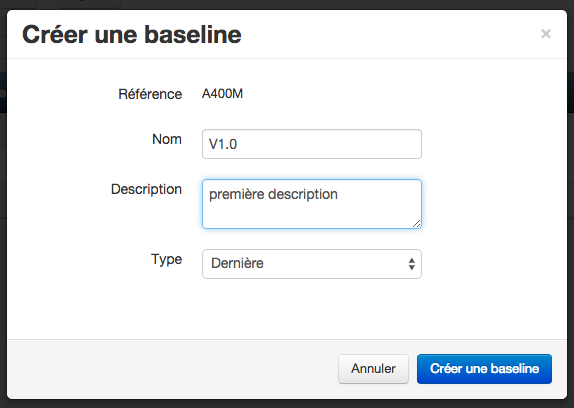 Créer une baseline ×
Référence A400M
Nom V1.0
Description première description
Type Dernière
Annuler Créer une baseline